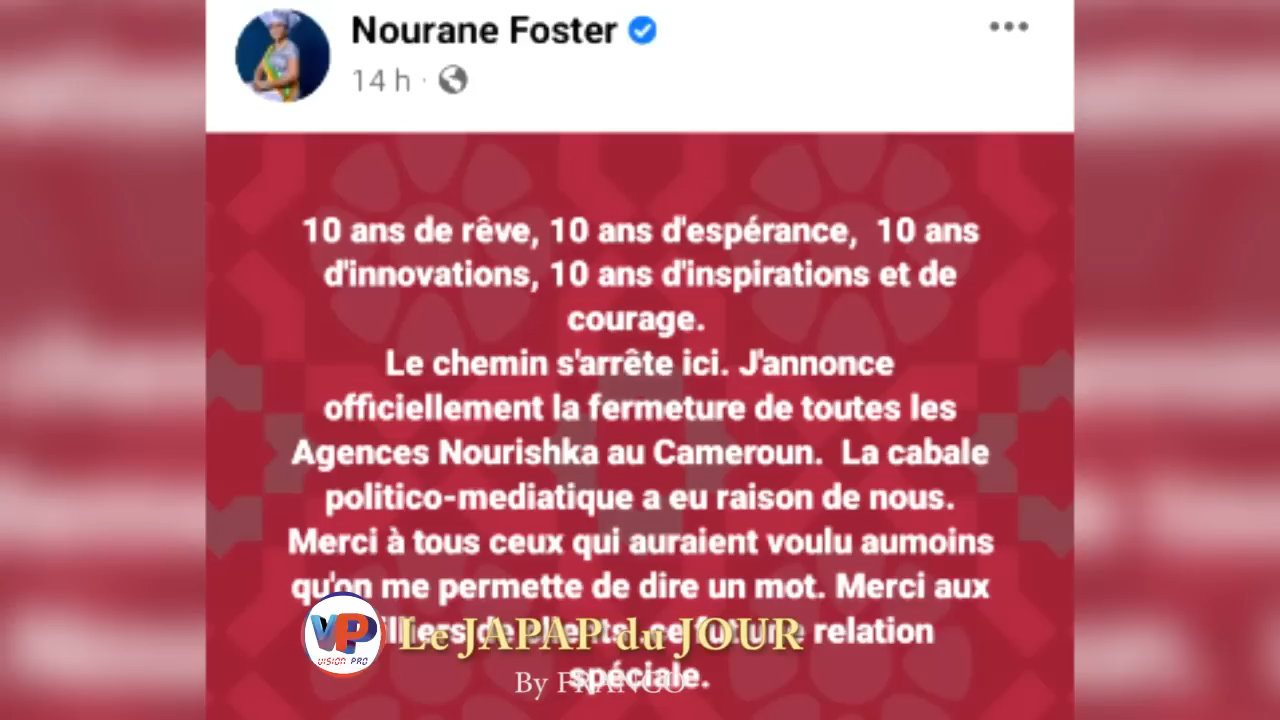 Nourane Foster
14 h ·
10 ans de rêve, 10 ans d'espérance, 10 ans
d'innovations, 10 ans d'inspirations et de
courage.
Le chemin s'arrête ici. J'annonce
officiellement la fermeture de toutes les
Agences Nourishka au Cameroun. La cabale
politico-mediatique a eu raison de nous.
Merci à tous ceux qui auraient voulu aumoins
qu'on me permette de dire un mot. Merci aux
relation
spéciale.
VP
VISION PRO
Le JAPAP du JOUR
By FRANGO